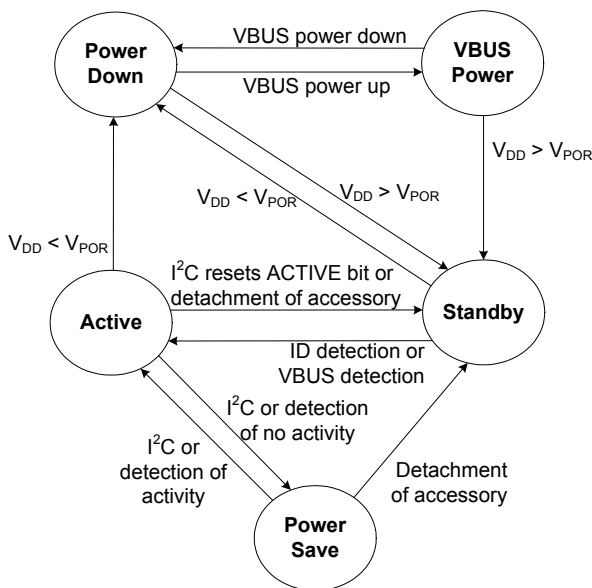 Power
Down
VBUS power down
VBUS power up
VBUS
Power
V_DD > V_POR
V_DD < V_POR
V_DD > V_POR
V_DD < V_POR
I²C resets ACTIVE bit or
detachment of accessory
Active
Standby
ID detection or
VBUS detection
I²C or detection
of no activity
I²C or
detection of
activity
Detachment
of accessory
Power
Save